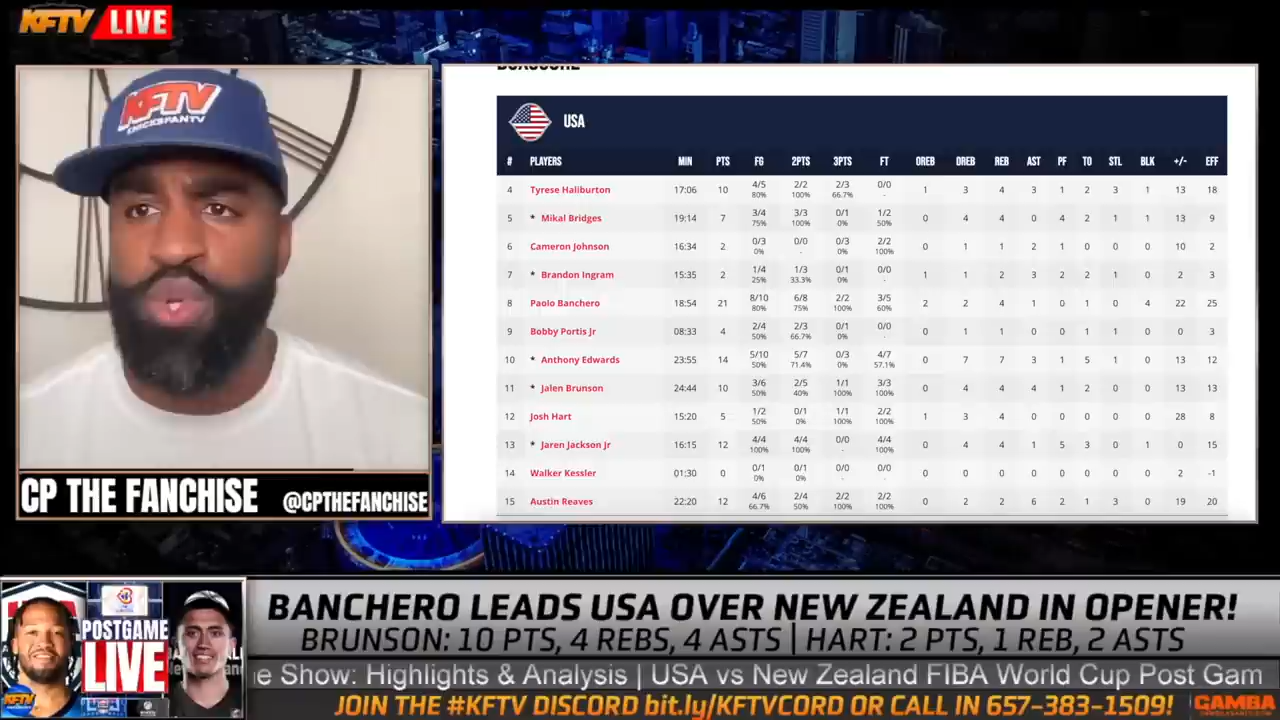 KFTV LIVE
KFTV
KNICKSFANTV
BOXSCORE
USA
# PLAYERS MIN PTS FG 2PTS 3PTS FT OREB OREB REB AST PF TO STL BLK +/- EFF
4 Tyrese Haliburton 17:06 10 4/5 80% 2/2 100% 2/3 66.7% 0/0 - 1 3 4 3 1 2 3 1 13 18
5 * Mikal Bridges 19:14 7 3/4 75% 3/3 100% 0/1 0% 1/2 50% 0 4 4 0 4 2 1 1 13 9
6 Cameron Johnson 16:34 2 0/3 0% 0/0 - 0/3 0% 2/2 100% 0 1 1 2 1 0 0 0 10 2
7 * Brandon Ingram 15:35 2 1/4 25% 1/3 33.3% 0/1 0% 0/0 - 1 1 2 3 2 2 1 0 2 3
8 Paolo Banchero 18:54 21 8/10 80% 6/8 75% 2/2 100% 3/5 60% 2 2 4 1 0 1 0 4 22 25
9 Bobby Portis Jr 08:33 4 2/4 50% 2/3 66.7% 0/1 0% 0/0 - 0 1 1 0 0 1 1 0 0 3
10 * Anthony Edwards 23:55 14 5/10 50% 5/7 71.4% 0/3 0% 4/7 57.1% 0 7 7 3 1 5 1 0 13 12
11 * Jalen Brunson 24:44 10 3/6 50% 2/5 40% 1/1 100% 3/3 100% 0 4 4 4 1 2 0 0 13 13
12 Josh Hart 15:20 5 1/2 50% 0/1 0% 1/1 100% 2/2 100% 1 3 4 0 0 0 0 0 28 8
13 * Jaren Jackson Jr 16:15 12 4/4 100% 4/4 100% 0/0 - 4/4 100% 0 4 4 1 5 3 0 1 0 15
14 Walker Kessler 01:30 0 0/1 0% 0/1 0% 0/0 - 0/0 - 0 0 0 0 0 0 0 0 2 -1
15 Austin Reaves 22:20 12 4/6 66.7% 2/4 50% 2/2 100% 2/2 100% 0 2 2 6 2 1 3 0 19 20
CP THE FANCHISE @CPTHEFANCHISE
POSTGAME
LIVE
KFTV
BANCHERO LEADS USA OVER NEW ZEALAND IN OPENER!
BRUNSON: 10 PTS, 4 REBS, 4 ASTS | HART: 2 PTS, 1 REB, 2 ASTS
e Show: Highlights & Analysis | USA vs New Zealand FIBA World Cup Post Gam
JOIN THE #KFTV DISCORD bit.ly/KFTVCORD OR CALL IN 657-383-1509!
GAMBA